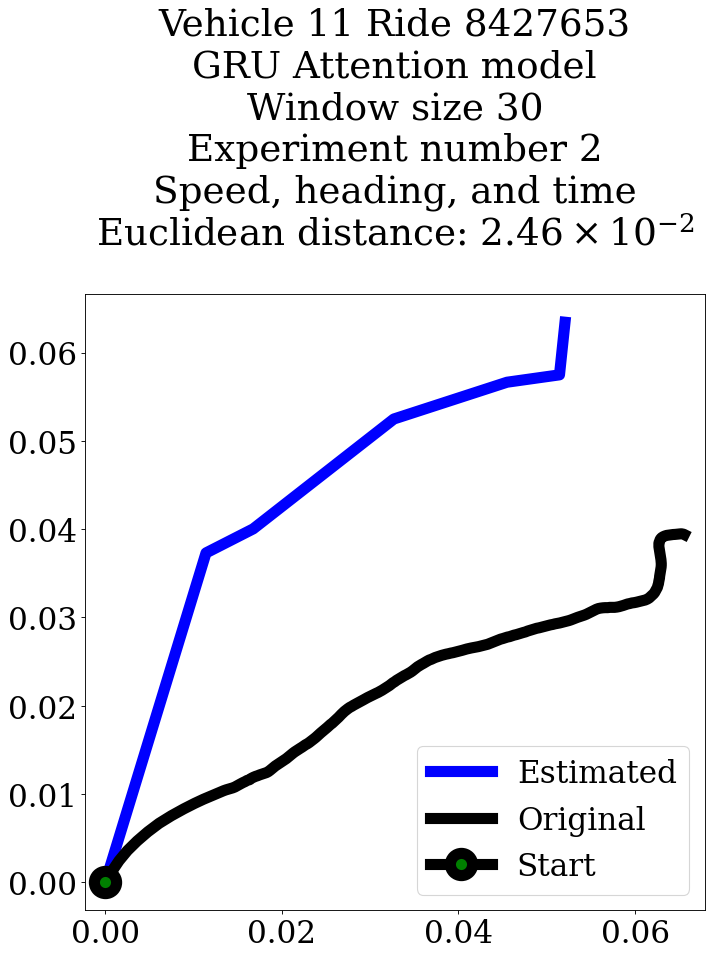 Vehicle 11 Ride 8427653
GRU Attention model
Window size 30
Experiment number 2
Speed, heading, and time
Euclidean distance: 2.46 × 10⁻²
0.06
0.05
0.04
0.03
0.02
0.01
0.00
Estimated
Original
Start
0.00 0.02 0.04 0.06